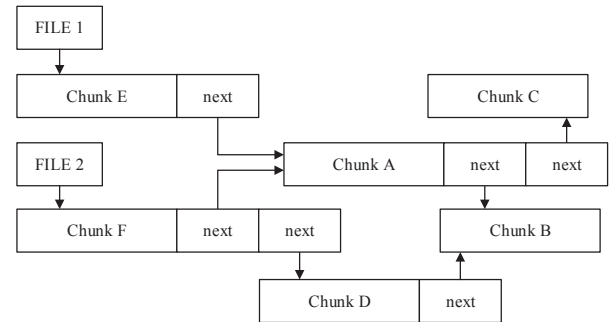 FILE 1
Chunk E next
Chunk C
FILE 2
Chunk A next next
Chunk F next next
Chunk B
Chunk D next